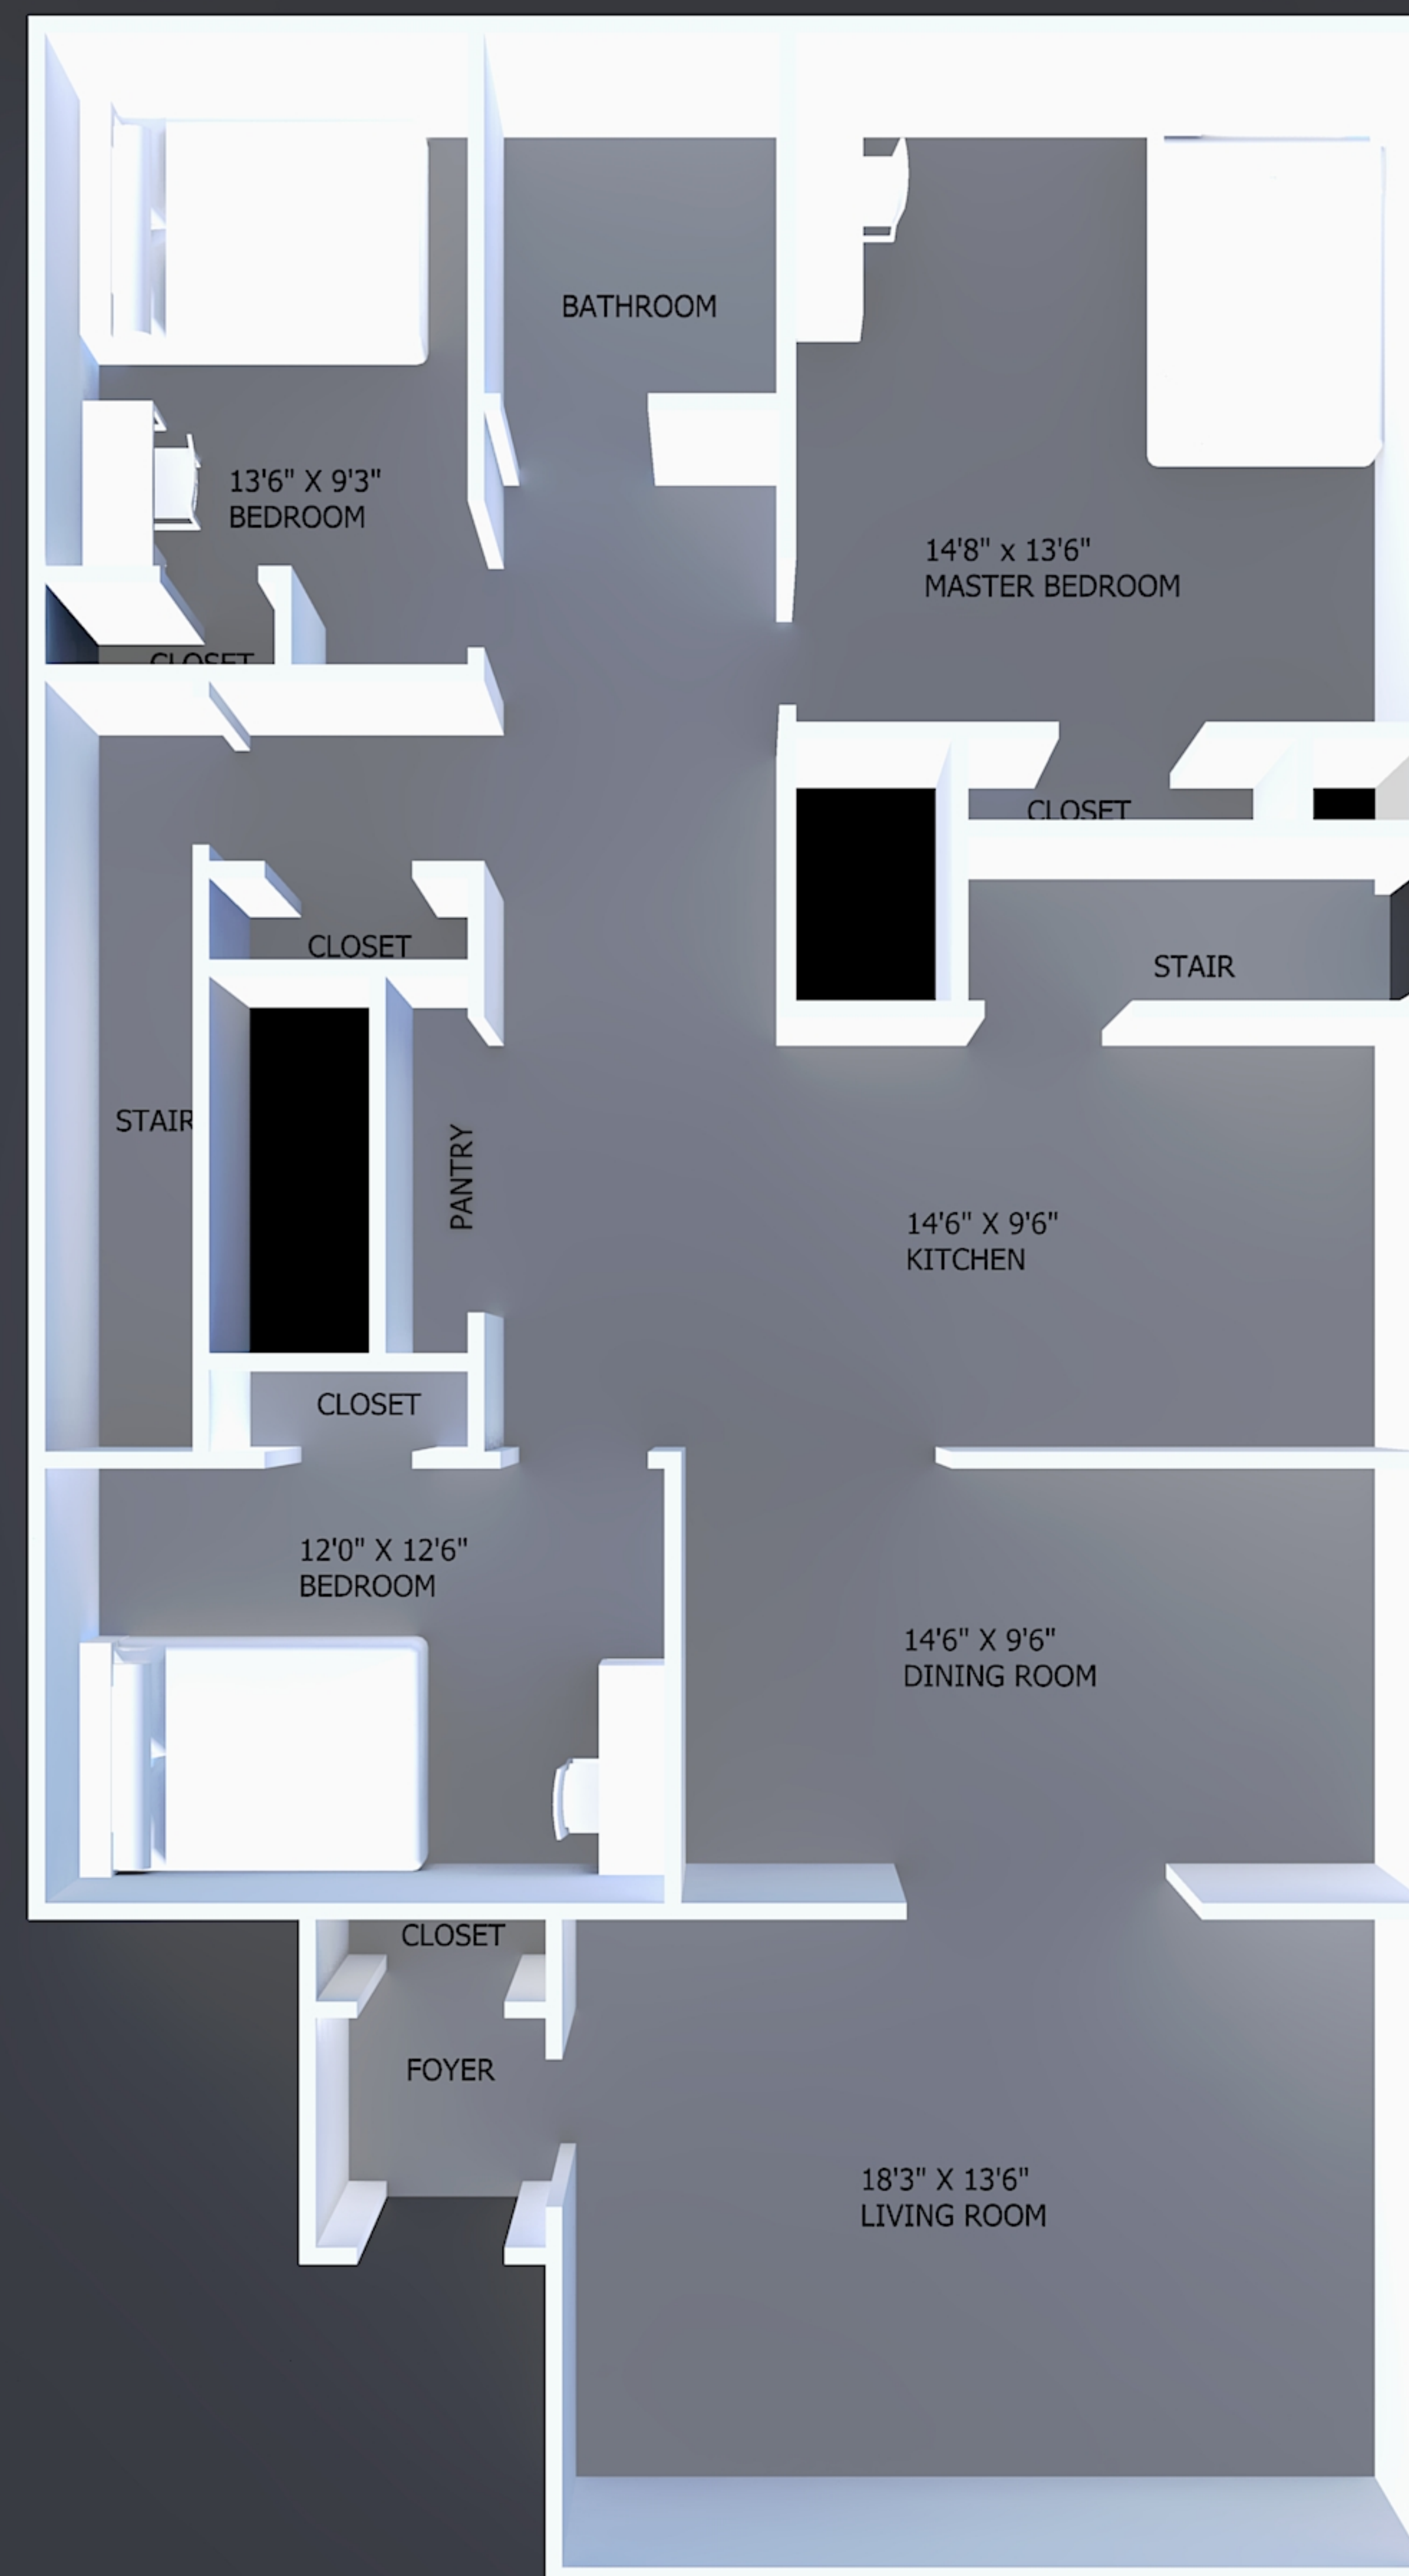 BATHROOM
13'6" X 9'3"
BEDROOM
14'8" x 13'6"
MASTER BEDROOM
CLOSET
CLOSET
CLOSET
STAIR
STAIR
PANTRY
14'6" X 9'6"
KITCHEN
CLOSET
12'0" X 12'6"
BEDROOM
14'6" X 9'6"
DINING ROOM
CLOSET
FOYER
18'3" X 13'6"
LIVING ROOM